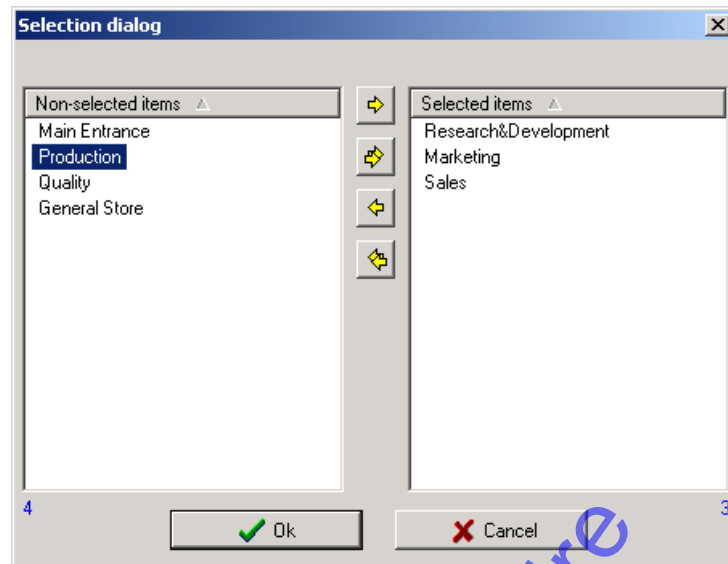 Selection dialog
Non-selected items
Main Entrance
Production
Quality
General Store
Selected items
Research&Development
Marketing
Sales
4
3
Ok
Cancel